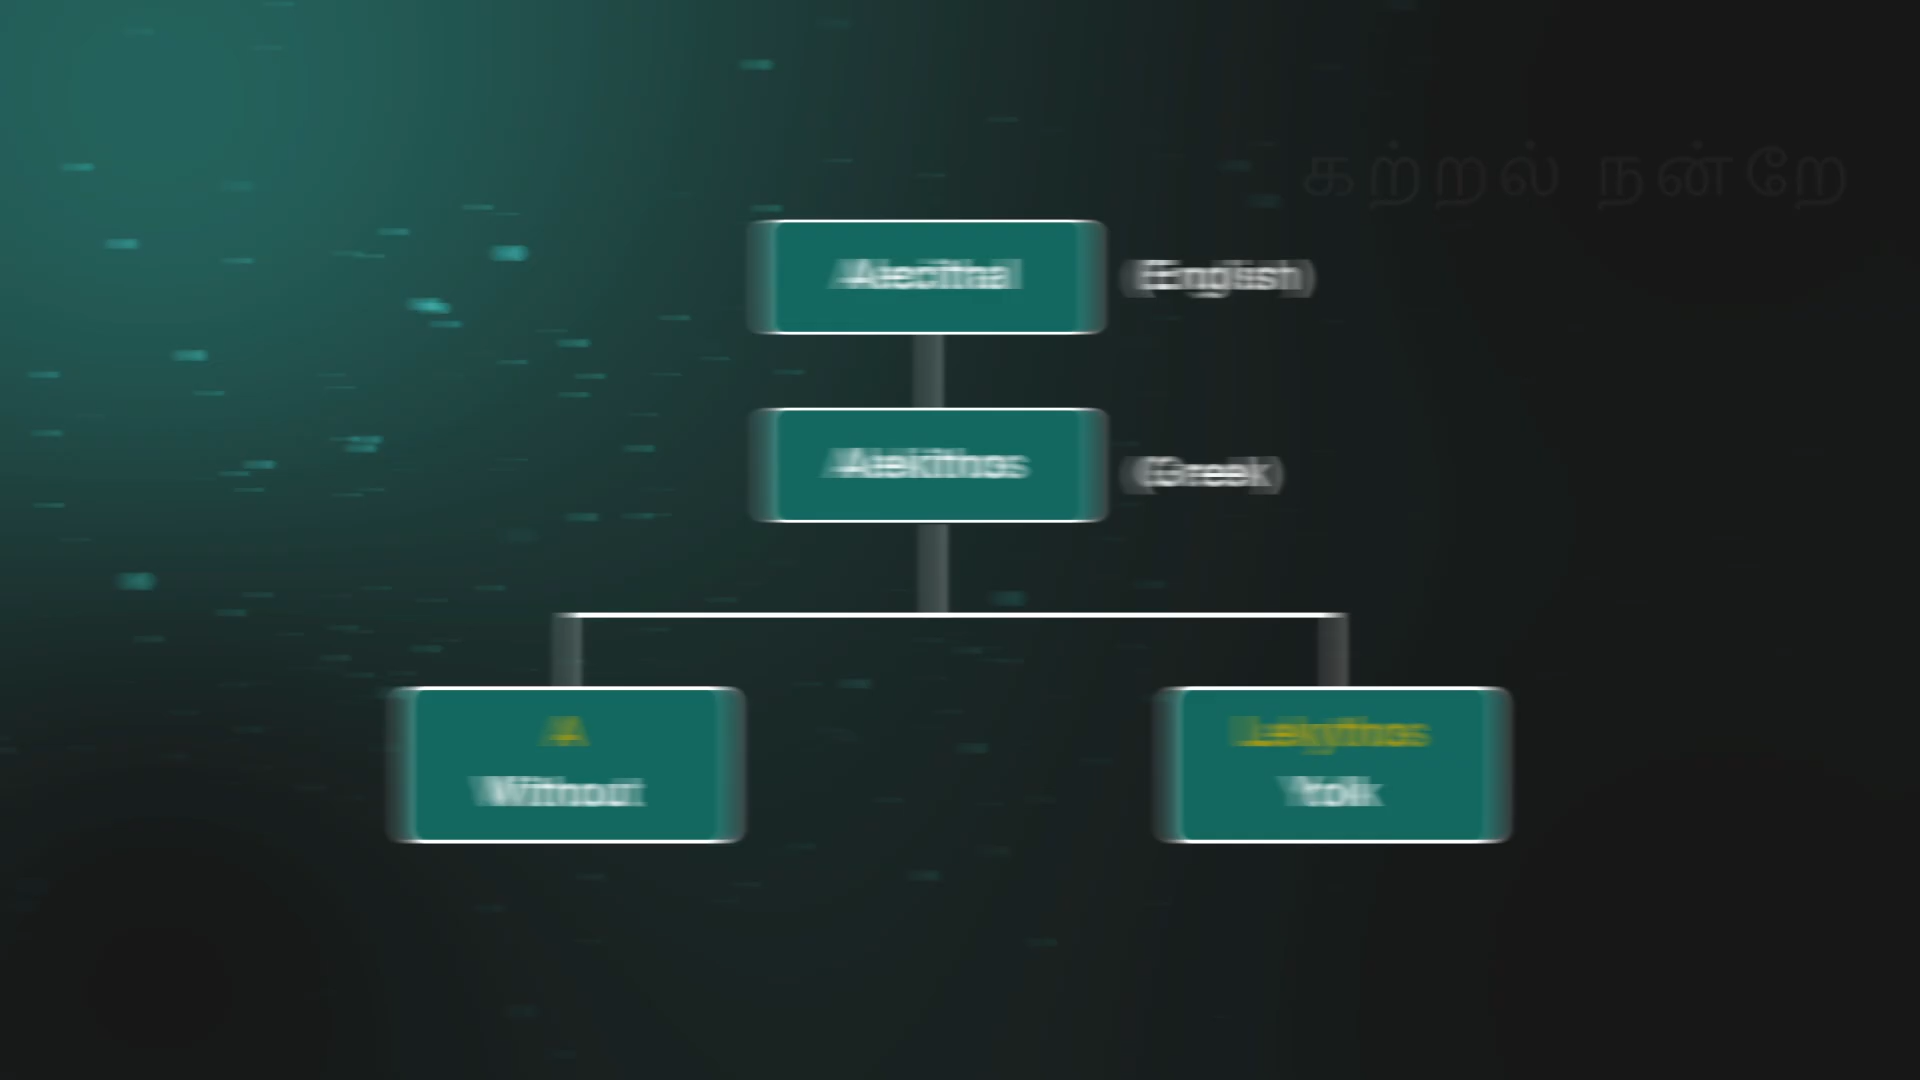 கற்றல் நன்றே
Alecithal (English)
Alekithos (Greek)
A
Without
Lekythos
Yolk